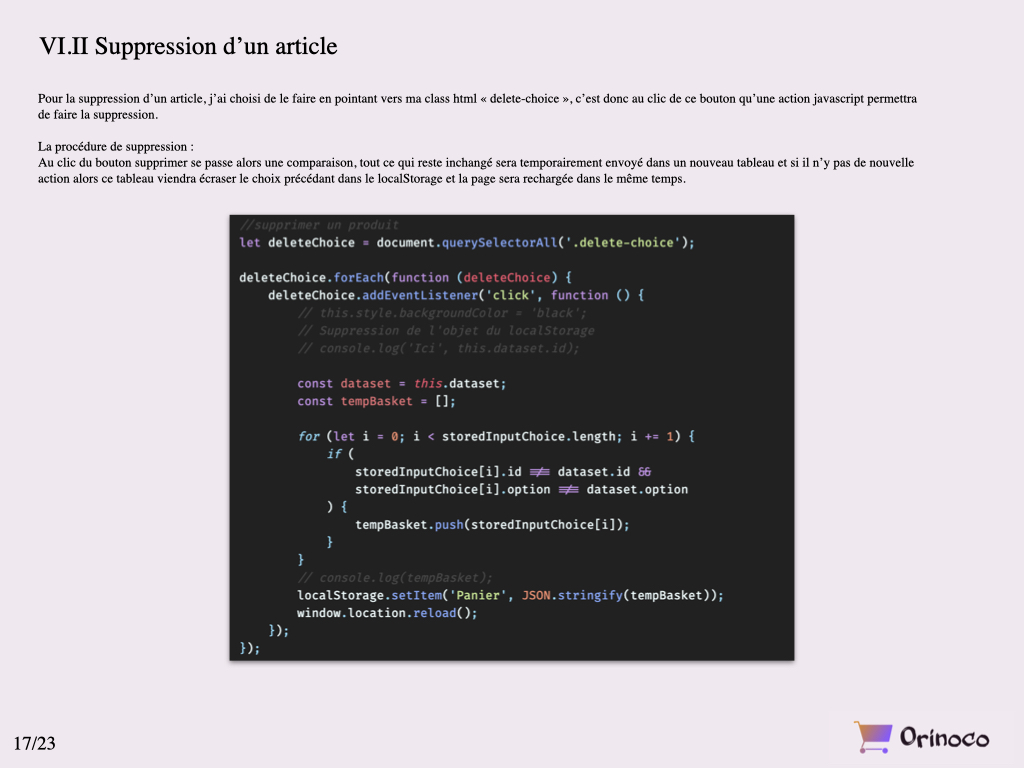 VI.II Suppression d’un article
Pour la suppression d’un article, j’ai choisi de le faire en pointant vers ma class html « delete-choice », c’est donc au clic de ce bouton qu’une action javascript permettra
de faire la suppression.
La procédure de suppression :
Au clic du bouton supprimer se passe alors une comparaison, tout ce qui reste inchangé sera temporairement envoyé dans un nouveau tableau et si il n’y pas de nouvelle
action alors ce tableau viendra écraser le choix précédant dans le localStorage et la page sera rechargée dans le même temps.
//supprimer un produit
let deleteChoice = document.querySelectorAll('.delete-choice');
deleteChoice.forEach(function (deleteChoice) {
deleteChoice.addEventListener('click', function () {
// this.style.backgroundColor = 'black';
// Suppression de l'objet du localStorage
// console.log('Ici', this.dataset.id);
const dataset = this.dataset;
const tempBasket = [];
for (let i = 0; i < storedInputChoice.length; i += 1) {
if (
storedInputChoice[i].id !== dataset.id &&
storedInputChoice[i].option !== dataset.option
) {
tempBasket.push(storedInputChoice[i]);
}
}
// console.log(tempBasket);
localStorage.setItem('Panier', JSON.stringify(tempBasket));
window.location.reload();
});
});
17/23
Orinoco